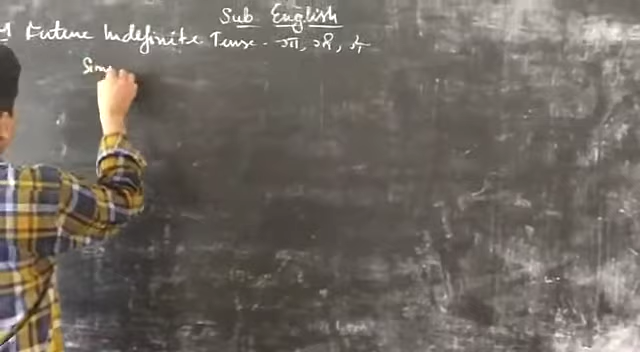 Sub English
Future Indefinite Tense - गा, गे, गी
Sim